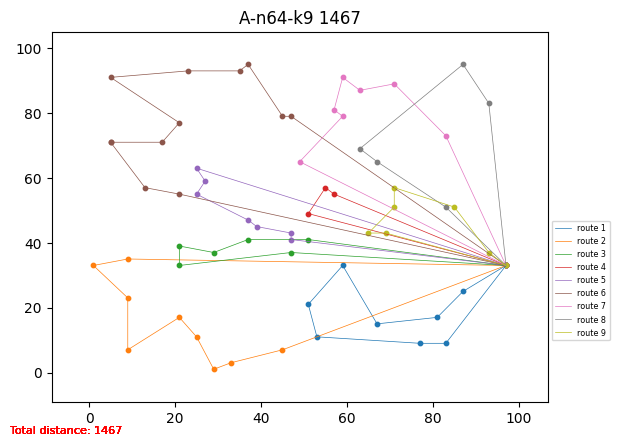 A-n64-k9 1467
100
80
60
40
20
0
0 20 40 60 80 100
route 1
route 2
route 3
route 4
route 5
route 6
route 7
route 8
route 9
Total distance: 1467